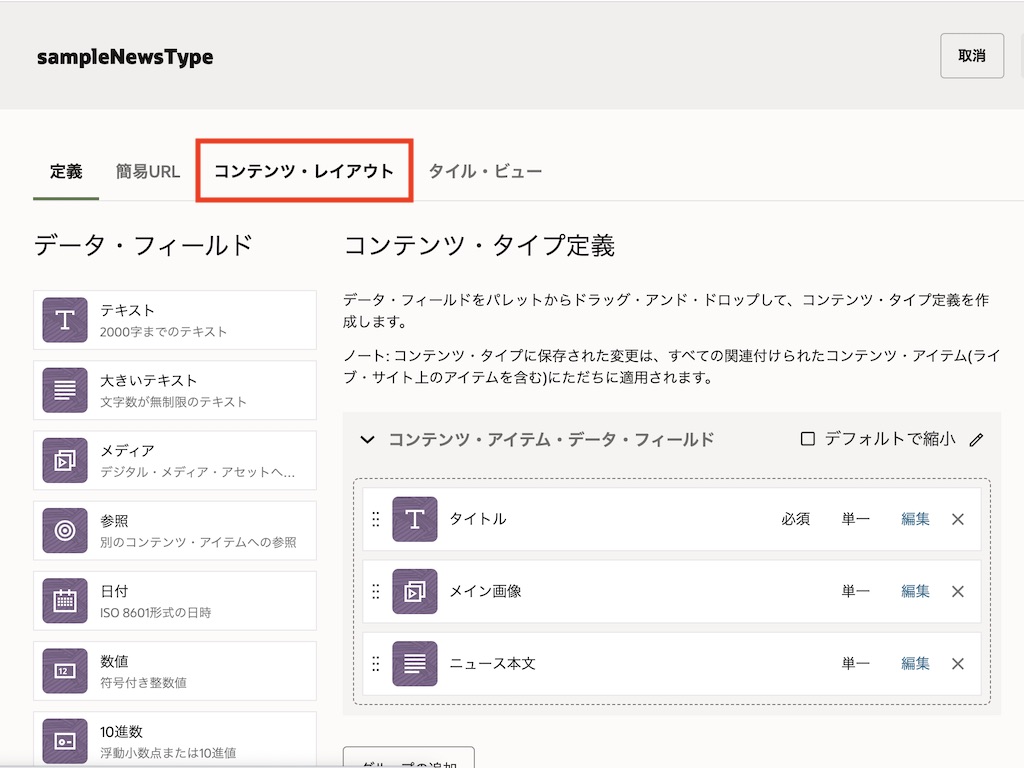 sampleNewsType
取消
定義
簡易URL
コンテンツ・レイアウト
タイル・ビュー
データ・フィールド
テキスト
2000字までのテキスト
大きいテキスト
文字数が無制限のテキスト
メディア
デジタル・メディア・アセットへ...
参照
別のコンテンツ・アイテムへの参照
日付
ISO 8601形式の日時
12
数値
符号付き整数値
10進数
浮動小数点または10進値
コンテンツ・タイプ定義
データ・フィールドをパレットからドラッグ・アンド・ドロップして、コンテンツ・タイプ定義を作
成します。
ノート: コンテンツ・タイプに保存された変更は、すべての関連付けられたコンテンツ・アイテム(ライ
ブ・サイト上のアイテムを含む)にただちに適用されます。
コンテンツ・アイテム・データ・フィールド
デフォルトで縮小
タイトル 必須 単一 編集
メイン画像 単一 編集
ニュース本文 単一 編集
グループの追加